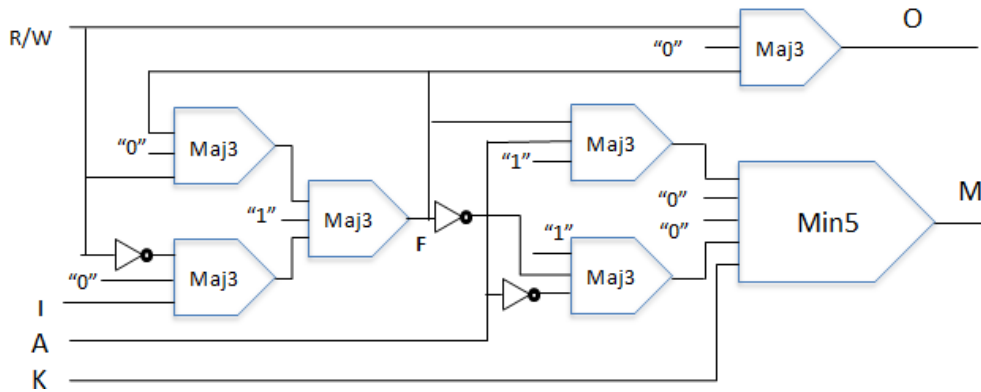 O
R/W
“0”
Maj3
“0”
Maj3
“1”
Maj3
M
“1”
Maj3
F
“0”
“0”
Min5
“1”
Maj3
“0”
Maj3
I
A
K